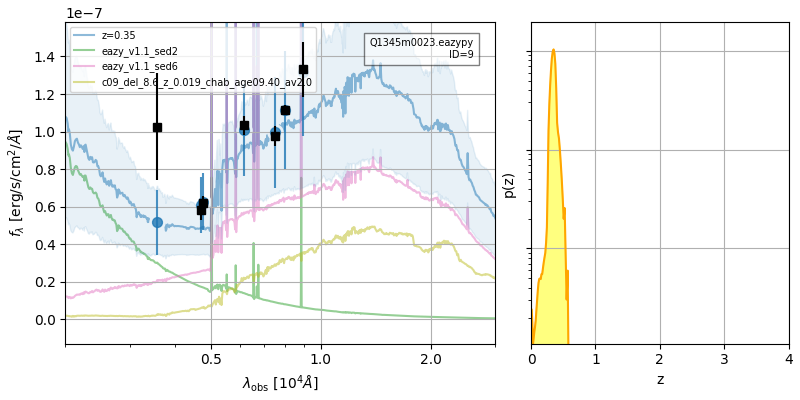 1e−7
z=0.35
eazy_v1.1_sed2
eazy_v1.1_sed6
c09_del_8.6_z_0.019_chab_age09.40_av2.0
Q1345m0023.eazypy
ID=9
1.4
1.2
1.0
0.8
0.6
0.4
0.2
0.0
fλ [erg/s/cm²/Å]
0.5
1.0
2.0
λobs [10⁴Å]
p(z)
0
1
2
3
4
z